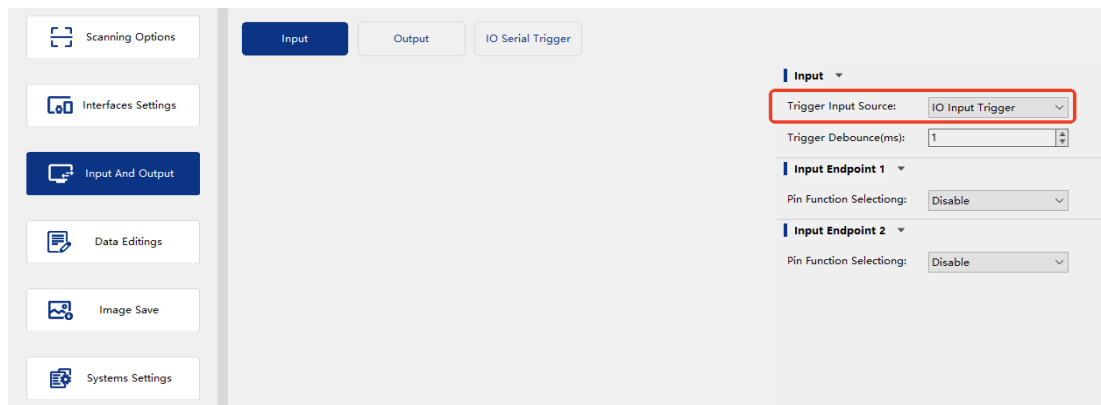 Scanning Options
Interfaces Settings
Input And Output
Data Editings
Image Save
Systems Settings
Input Output IO Serial Trigger
Input
Trigger Input Source: IO Input Trigger
Trigger Debounce(ms): 1
Input Endpoint 1
Pin Function Selectiong: Disable
Input Endpoint 2
Pin Function Selectiong: Disable